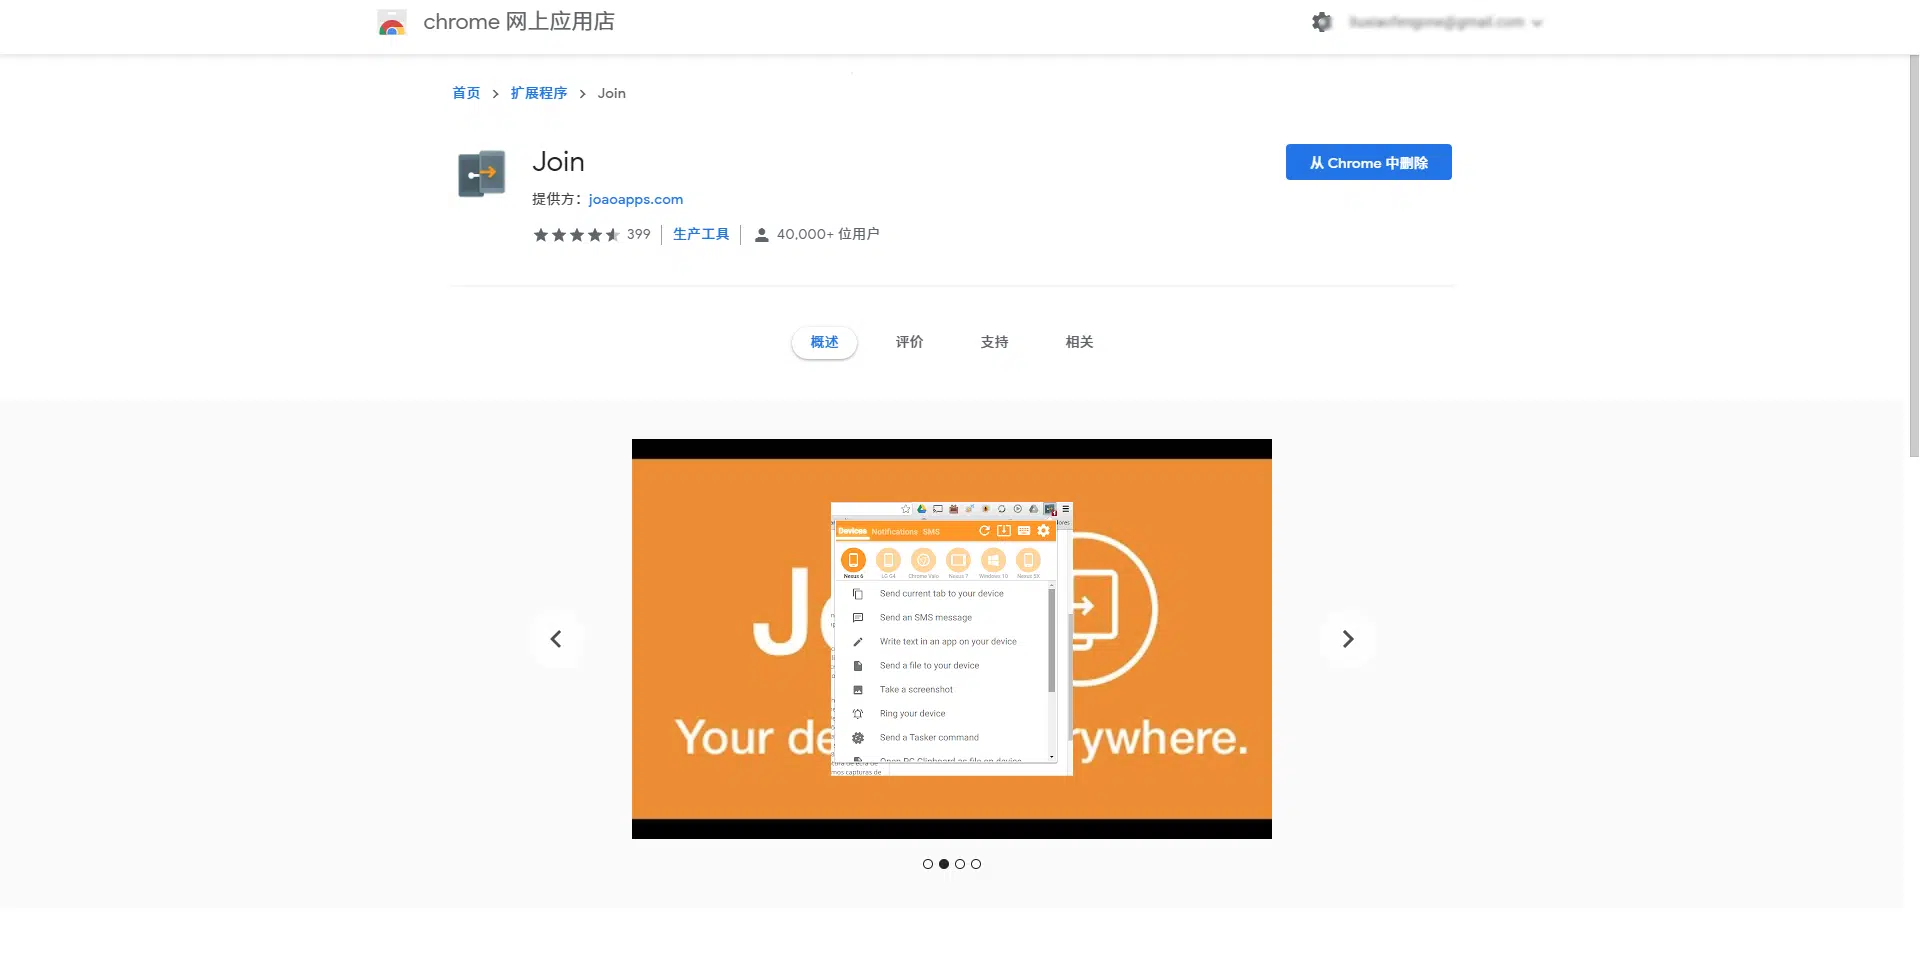 chrome 网上应用店
首页 > 扩展程序 > Join
Join
从 Chrome 中删除
提供方：joaoapps.com
399 生产工具 40,000+ 位用户
概述 评价 支持 相关
Devices Notifications SMS
Nexus 6 LG G4 Nexus 7 Windows 10 Nexus 5X
Send current tab to your device
Send an SMS message
Write text in an app on your device
Send a file to your device
Take a screenshot
Ring your device
Send a Tasker command
Open PC Clipboard as file on device
mos capturas de
Your de
ywhere.